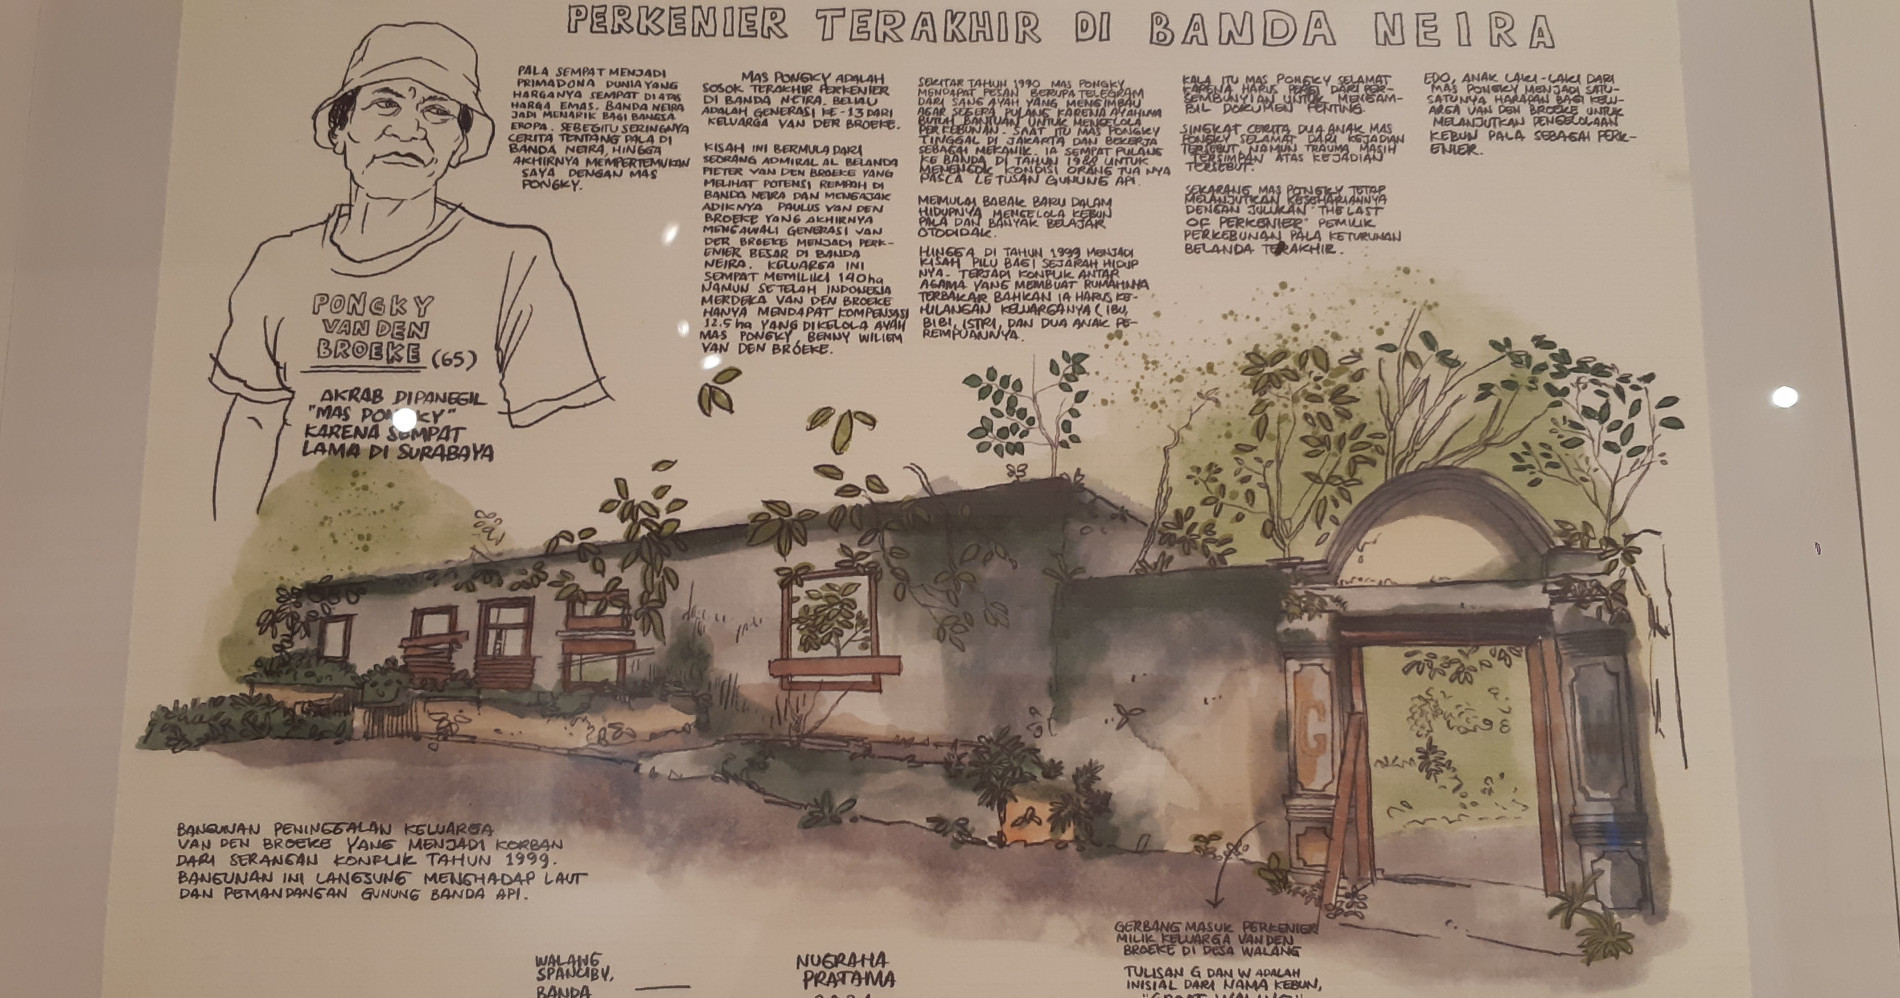 PERKENIER TERAKHIR DI BANDA NEIRA
PALA SEMPAT MENJADI
PRIMADONA DUNIA YANG
HARGANYA SEMPAT DI ATAS
HARGA EMAS. BANDA NEIRA
JADI MENARIK BAGI BANGSA
EROPA. SEBEGITU SERINGNYA
CERITA TENTANG PALA DI
BANDA NEIRA, HINGGA
AKHIRNYA MEMPERTEMUKAN
SAYA DENGAN MAS
PONGKY.
MAS PONGKY ADALAH
SOSOK TERAKHIR PERKENIER
DI BANDA NEIRA. BELIAU
ADALAH GENERASI KE-13 DARI
KELUARGA VAN DER BROEKE.
KISAH INI BERMULA DARI
SEORANG ADMIRAL AL BELANDA
PIETER VAN DEN BROEKE YANG
MELIHAT POTENSI REMPAH DI
BANDA NEIRA DAN MENGAJAK
ADIKNYA PAULUS VAN DEN
BROEKE YANG AKHIRNYA
MENGAWALI GENERASI VAN
DER BROEKE MENJADI PERK-
ENIER BESAR DI BANDA
NEIRA. KELUARGA INI
SEMPAT MEMILIKI 140ha
NAMUN SETELAH INDONESIA
MERDEKA VAN DEN BROEKE
HANYA MENDAPAT KOMPENSASI
12.5 ha YANG DIKELOLA AYAH
MAS PONGKY, BENNY WILIEM
VAN DEN BROEKE.
SEKITAR TAHUN 1990 MAS PONGKY
MENDAPAT PESAN BERUPA TELEGRAM
DARI SANG AYAH YANG MENGIMBAU
AGAR SEGERA PULANG KARENA AYAHNYA
BUTUH BANTUAN UNTUK MENGELOLA
PERKEBUNAN. SAAT ITU MAS PONGKY
TINGGAL DI JAKARTA DAN BEKERJA
SEBAGAI MEKANIK. IA SEMPAT PULANG
KE BANDA DI TAHUN 1988 UNTUK
MENENGOK KONDISI ORANG TUA NYA
PASCA LETUSAN GUNUNG API.
MEMULAI BABAK BARU DALAM
HIDUPNYA MENGELOLA KEBUN
PALA DAN BANYAK BELAJAR
OTODIDAK.
HINGGA DI TAHUN 1999 MENJADI
KISAH PILU BAGI SEJARAH HIDUP
NYA. TERJADI KONFLIK ANTAR
AGAMA YANG MEMBUAT RUMAHNYA
TERBAKAR BAHKAN IA HARUS KE-
HILANGAN KELUARGANYA (IBU,
BIBI, ISTRI, DAN DUA ANAK PE-
REMPUANNYA.
KALA ITU MAS PONGKY SELAMAT
KARENA HARUS PERGI DARI PER-
SEMBUNYIAN UNTUK MENGAM-
BIL DOKUMEN PENTING.
SINGKAT CERITA DUA ANAK MAS
PONGKY SELAMAT DARI KEJADIAN
TERSEBUT, NAMUN TRAUMA MASIH
TERSIMPAN ATAS KEJADIAN
TERSEBUT.
SEKARANG MAS PONGKY TETAP
MELANJUTKAN KESEHARIANNYA
DENGAN JULUKAN "THE LAST
OF PERKENIER" PEMILIK
PERKEBUNAN PALA KETURUNAN
BELANDA TERAKHIR.
EDO, ANAK LAKI-LAKI DARI
MAS PONGKY MENJADI SATU-
SATUNYA HARAPAN BAGI KELU-
ARGA VAN DEN BROEKE UNTUK
MELANJUTKAN PENGELOLAAN
KEBUN PALA SEBAGAI PERK-
ENIER.
PONGKY
VAN DEN
BROEKE (65)
AKRAB DIPANGGIL
"MAS PONGKY"
KARENA SEMPAT
LAMA DI SURABAYA
BANGUNAN PENINGGALAN KELUARGA
VAN DEN BROEKE YANG MENJADI KORBAN
DARI SERANGAN KONFLIK TAHUN 1999.
BANGUNAN INI LANGSUNG MENGHADAP LAUT
DAN PEMANDANGAN GUNUNG BANDA API.
G
WALANG
SPANCIBY,
BANDA
NUGRAHA
PRATAMA
GERBANG MASUK PERKENIER
MILIK KELUARGA VAN DEN
BROEKE DI DESA WALANG
TULISAN G DAN W ADALAH
INISIAL DARI NAMA KEBUN,